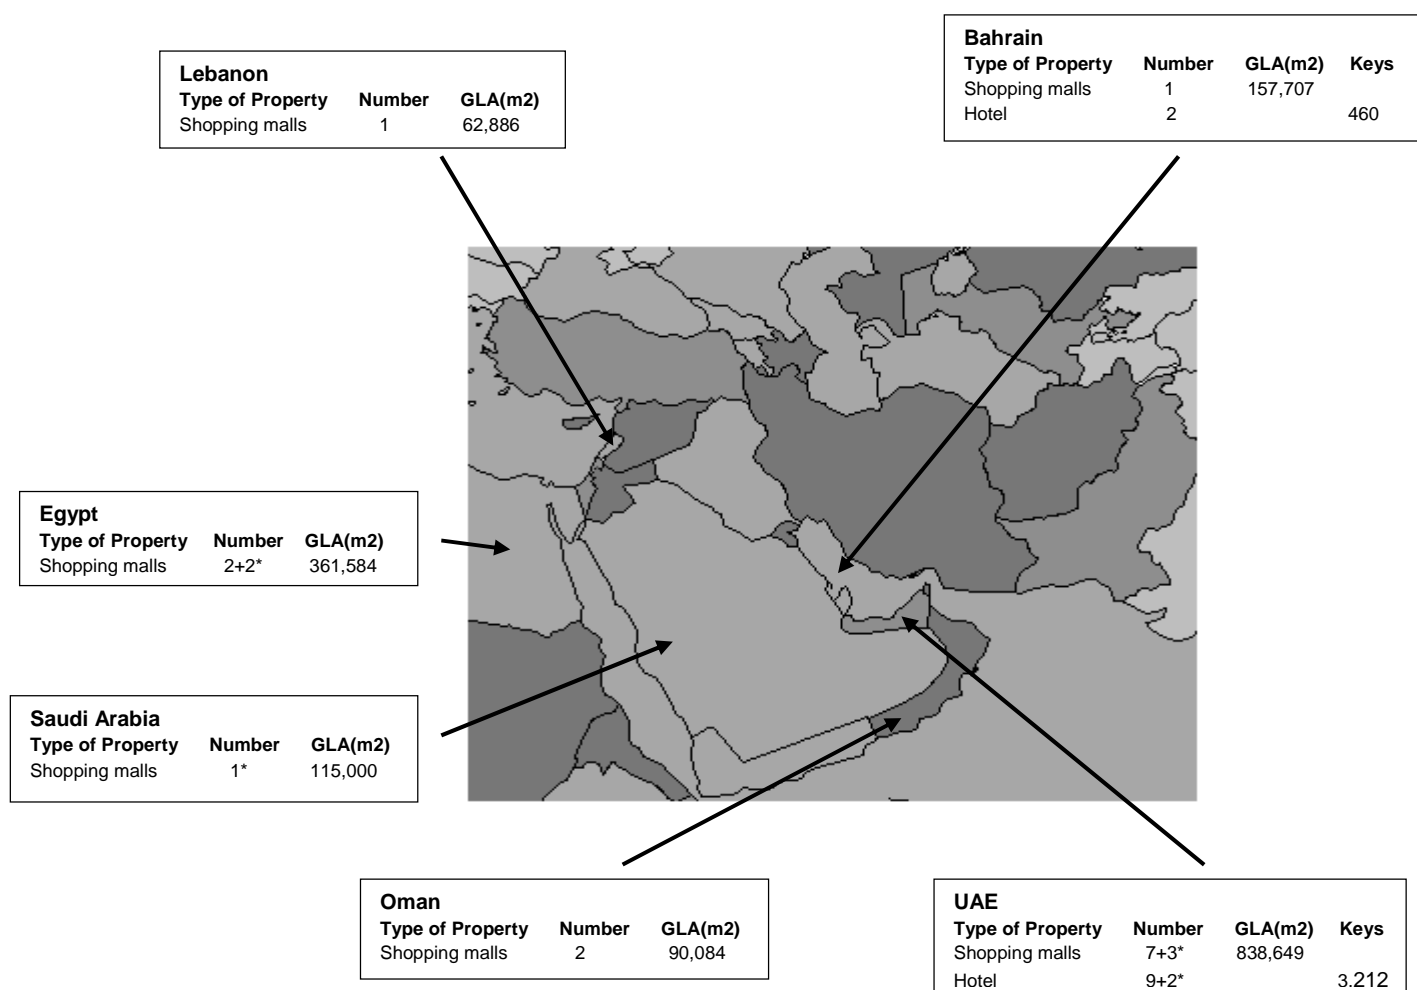 Lebanon
Type of Property Number GLA(m2)
Shopping malls 1 62,886
Bahrain
Type of Property Number GLA(m2) Keys
Shopping malls 1 157,707
Hotel 2 460
Egypt
Type of Property Number GLA(m2)
Shopping malls 2+2* 361,584
Saudi Arabia
Type of Property Number GLA(m2)
Shopping malls 1* 115,000
Oman
Type of Property Number GLA(m2)
Shopping malls 2 90,084
UAE
Type of Property Number GLA(m2) Keys
Shopping malls 7+3* 838,649
Hotel 9+2* 3.212